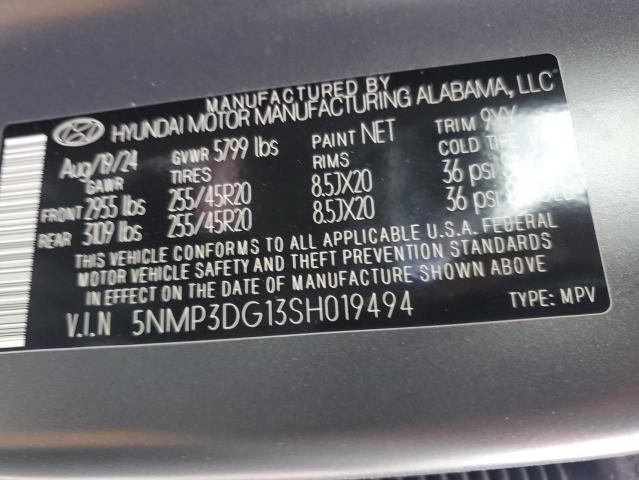 MANUFACTURED BY
HYUNDAI MOTOR MANUFACTURING ALABAMA, LLC
Aug/19/24 GVWR 5799 lbs PAINT NET TRIM 9YY
GAWR TIRES RIMS COLD TIRE
FRONT 2955 lbs 255/45R20 8.5JX20 36 psi
REAR 3109 lbs 255/45R20 8.5JX20 36 psi
THIS VEHICLE CONFORMS TO ALL APPLICABLE U.S.A. FEDERAL
MOTOR VEHICLE SAFETY AND THEFT PREVENTION STANDARDS
IN EFFECT ON THE DATE OF MANUFACTURE SHOWN ABOVE
V.I.N 5NMP3DG13SH019494 TYPE: MPV